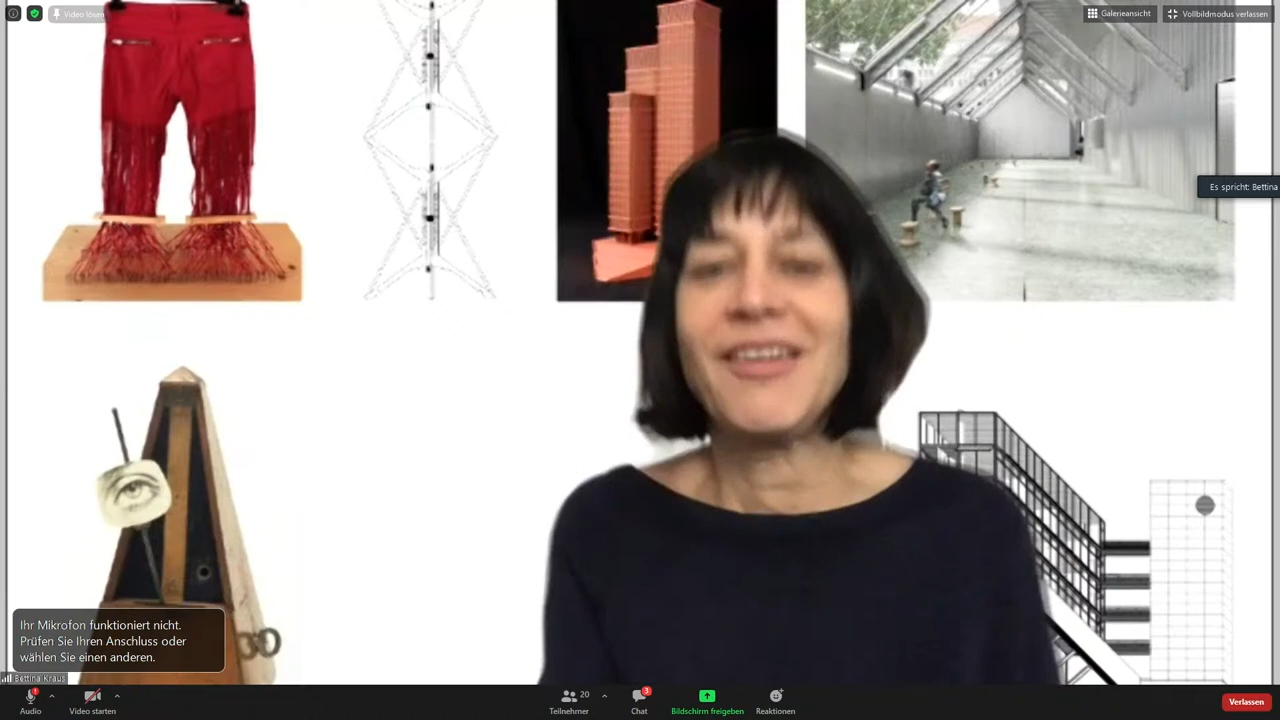 Video lösen
Galerieansicht
Vollbildmodus verlassen
Es spricht: Bettina
Ihr Mikrofon funktioniert nicht.
Prüfen Sie Ihren Anschluss oder
wählen Sie einen anderen.
Bettina Kraus
Audio
Video starten
20
Teilnehmer
3
Chat
Bildschirm freigeben
Reaktionen
Verlassen